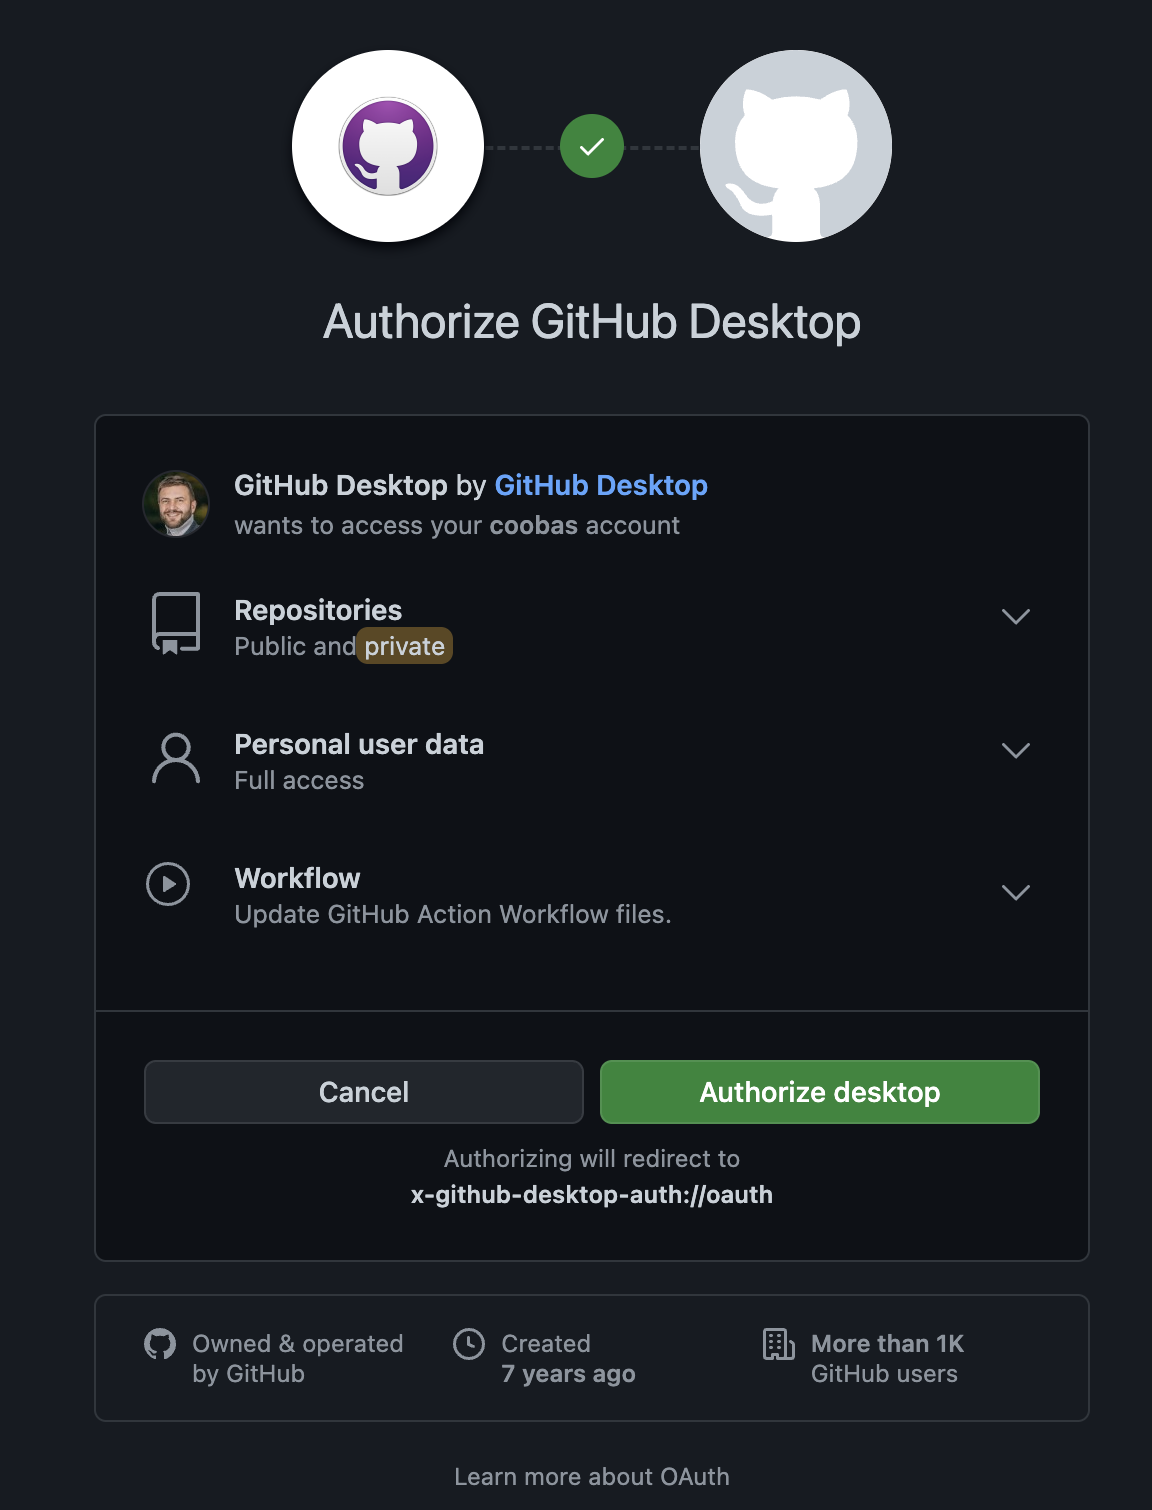 Authorize GitHub Desktop
GitHub Desktop by GitHub Desktop
wants to access your coobas account
Repositories
Public and private
Personal user data
Full access
Workflow
Update GitHub Action Workflow files.
Cancel
Authorize desktop
Authorizing will redirect to
x-github-desktop-auth://oauth
Owned & operated
by GitHub
Created
7 years ago
More than 1K
GitHub users
Learn more about OAuth